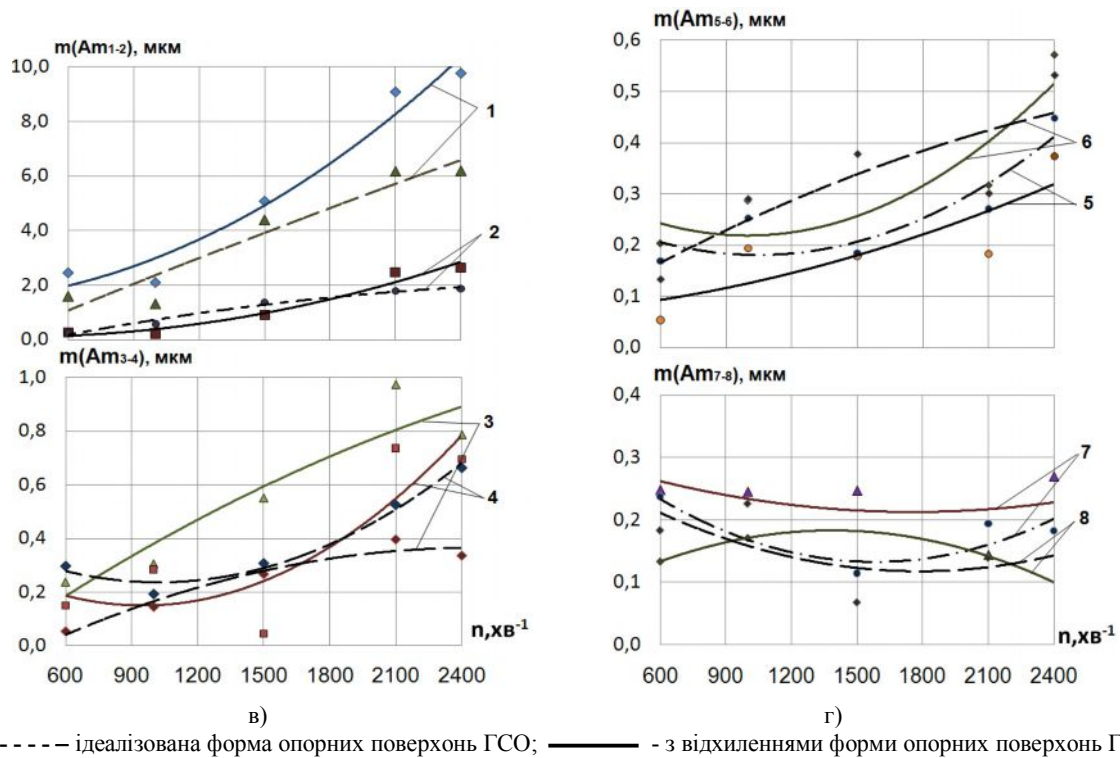 m(Am1-2), мкм
10,0
8,0
6,0
4,0
2,0
0,0
1
2
m(Am3-4), мкм
1,0
0,8
0,6
0,4
0,2
0,0
3
4
n,хв-1
600 900 1200 1500 1800 2100 2400
в)
m(Am5-6), мкм
0,6
0,5
0,4
0,3
0,2
0,1
0,0
6
5
m(Am7-8), мкм
0,4
0,3
0,2
0,1
0,0
7
8
n,хв-1
600 900 1200 1500 1800 2100 2400
г)
- - - - - – ідеалізована форма опорних поверхонь ГСО; ——— - з відхиленнями форми опорних поверхонь Г